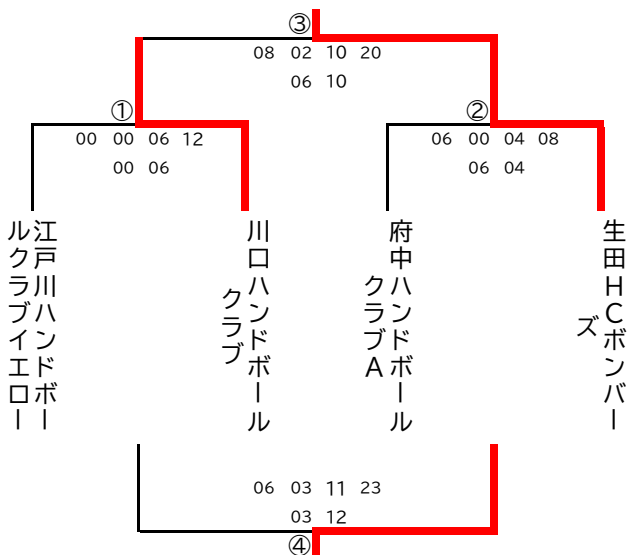 ③
08 02 10 20
06 10
①
②
00 00 06 12
00 06
06 00 04 08
06 04
江戸川ハンドボー
ルクラブイエロー
川口ハンドボール
クラブ
府中ハンドボール
クラブA
生田HCボンバー
ズ
06 03 11 23
03 12
④